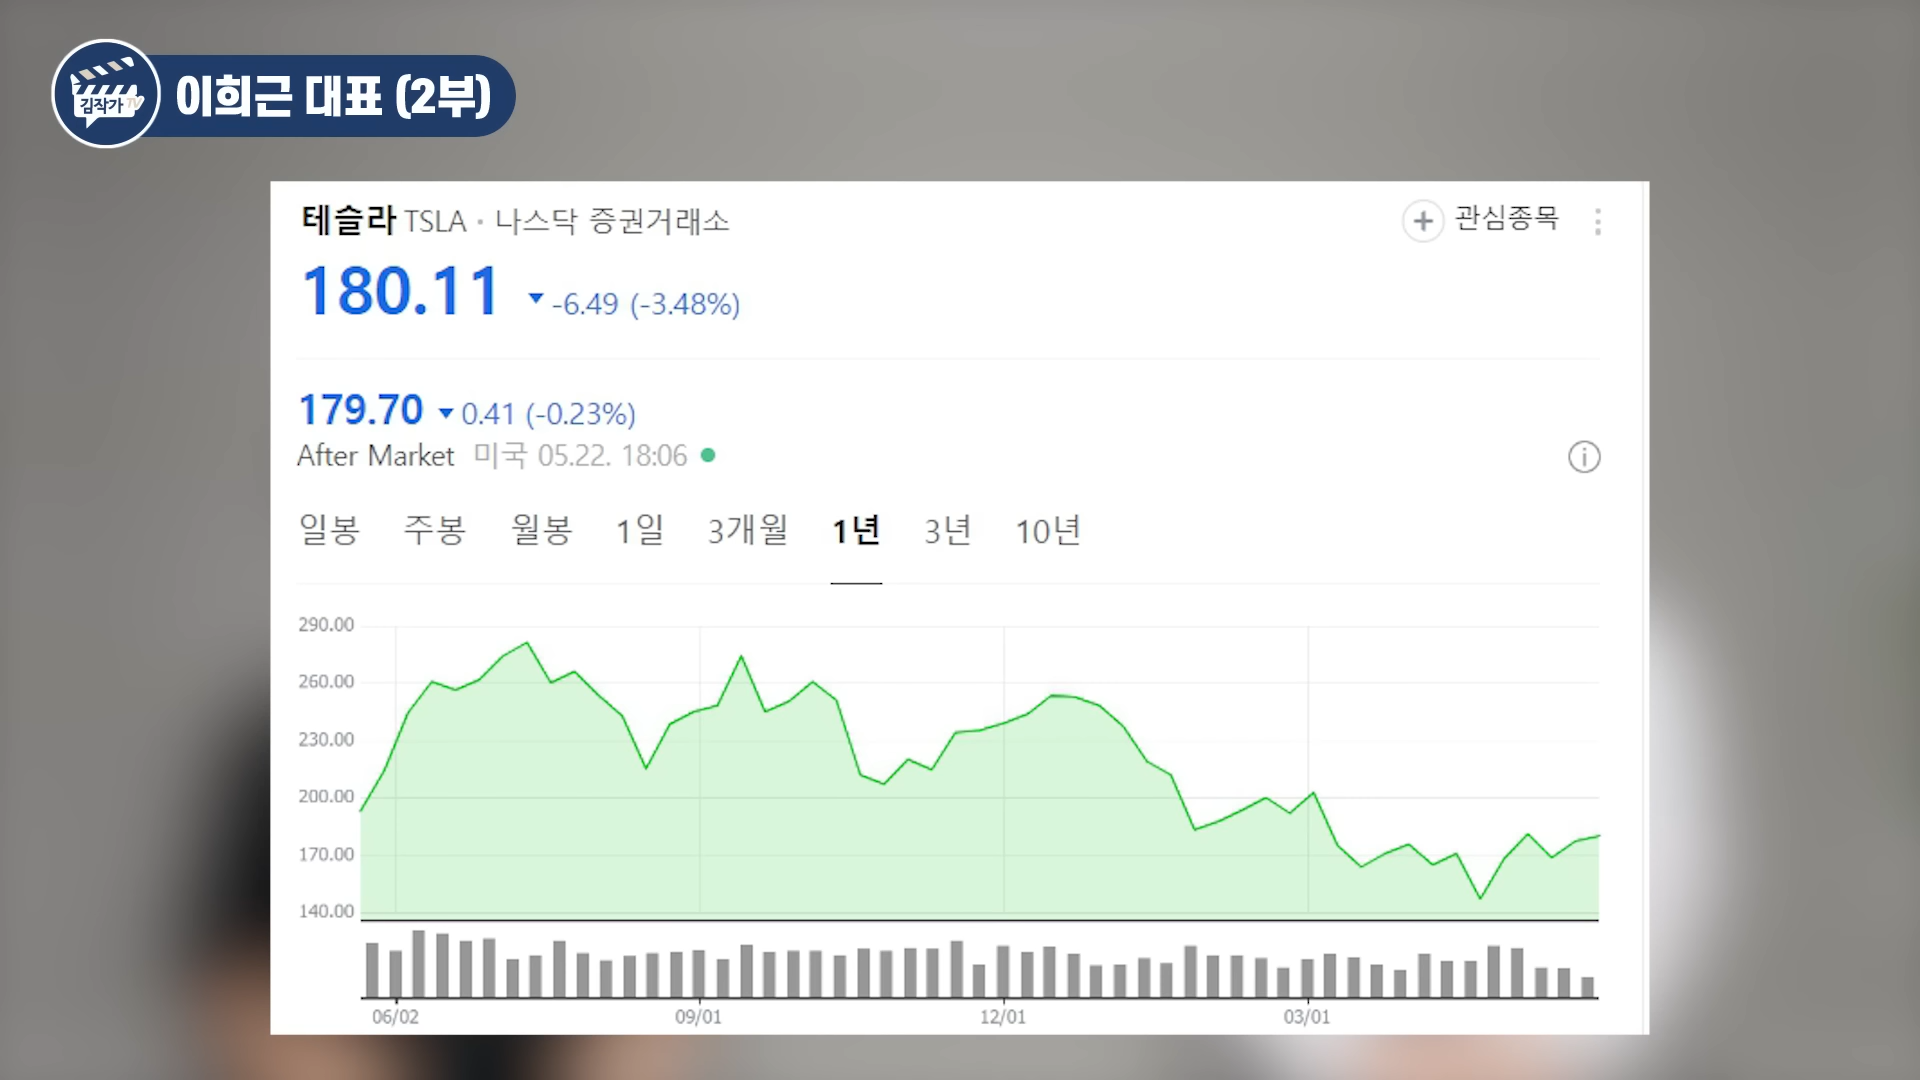 김작가 TV
이희근 대표 (2부)
테슬라 TSLA · 나스닥 증권거래소
+ 관심종목
180.11 ▼ -6.49 (-3.48%)
179.70 ▼ 0.41 (-0.23%)
After Market 미국 05.22. 18:06
일봉 주봉 월봉 1일 3개월 1년 3년 10년
290.00
260.00
230.00
200.00
170.00
140.00
06/02 09/01 12/01 03/01